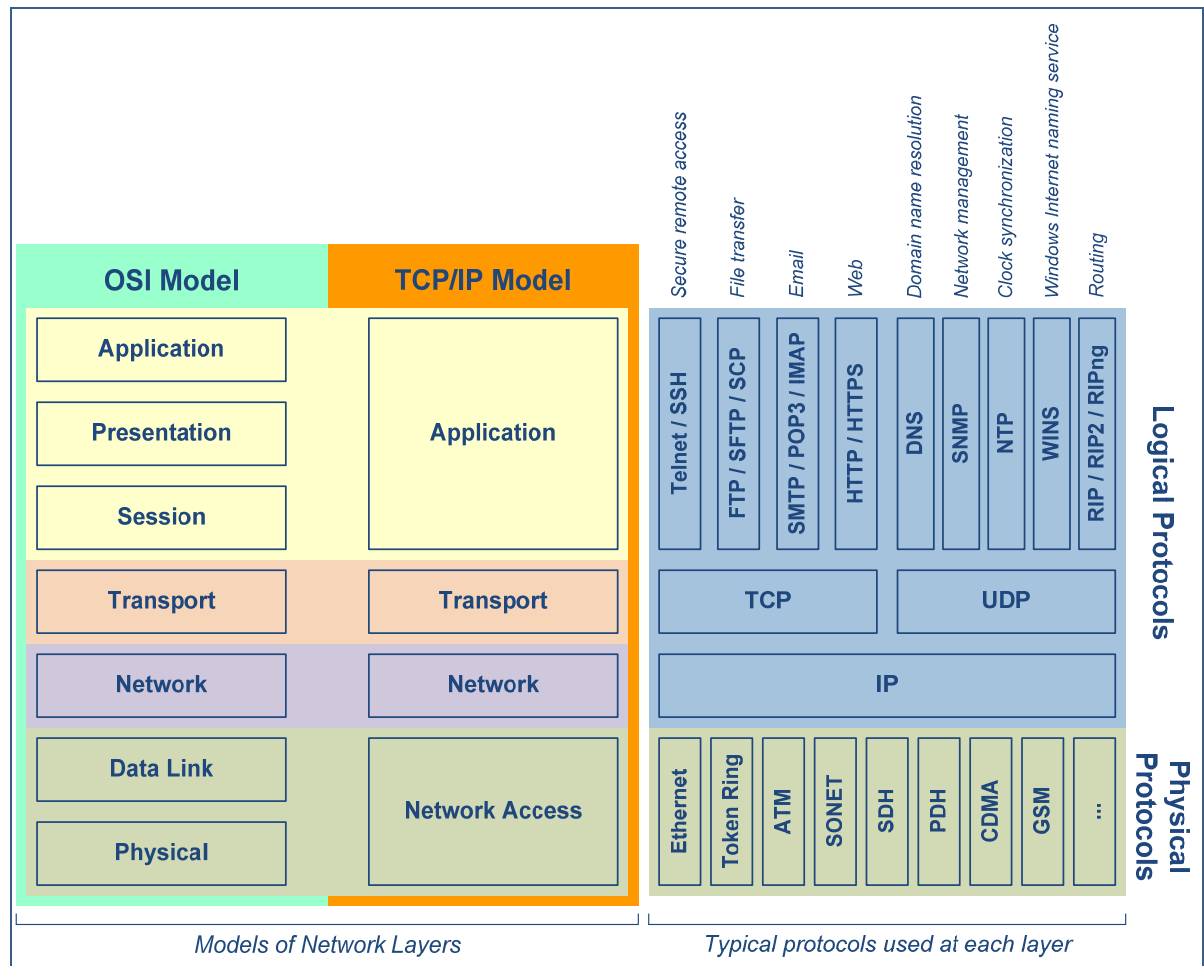 Secure remote access
File transfer
Email
Web
Domain name resolution
Network management
Clock synchronization
Windows Internet naming service
Routing
OSI Model
TCP/IP Model
Application
Presentation
Session
Transport
Network
Data Link
Physical
Application
Transport
Network
Network Access
Telnet / SSH
FTP / SFTP / SCP
SMTP / POP3 / IMAP
HTTP / HTTPS
DNS
SNMP
NTP
WINS
RIP / RIP2 / RIPng
TCP
UDP
IP
Ethernet
Token Ring
ATM
SONET
SDH
PDH
CDMA
GSM
...
Logical Protocols
Physical
Protocols
Models of Network Layers
Typical protocols used at each layer